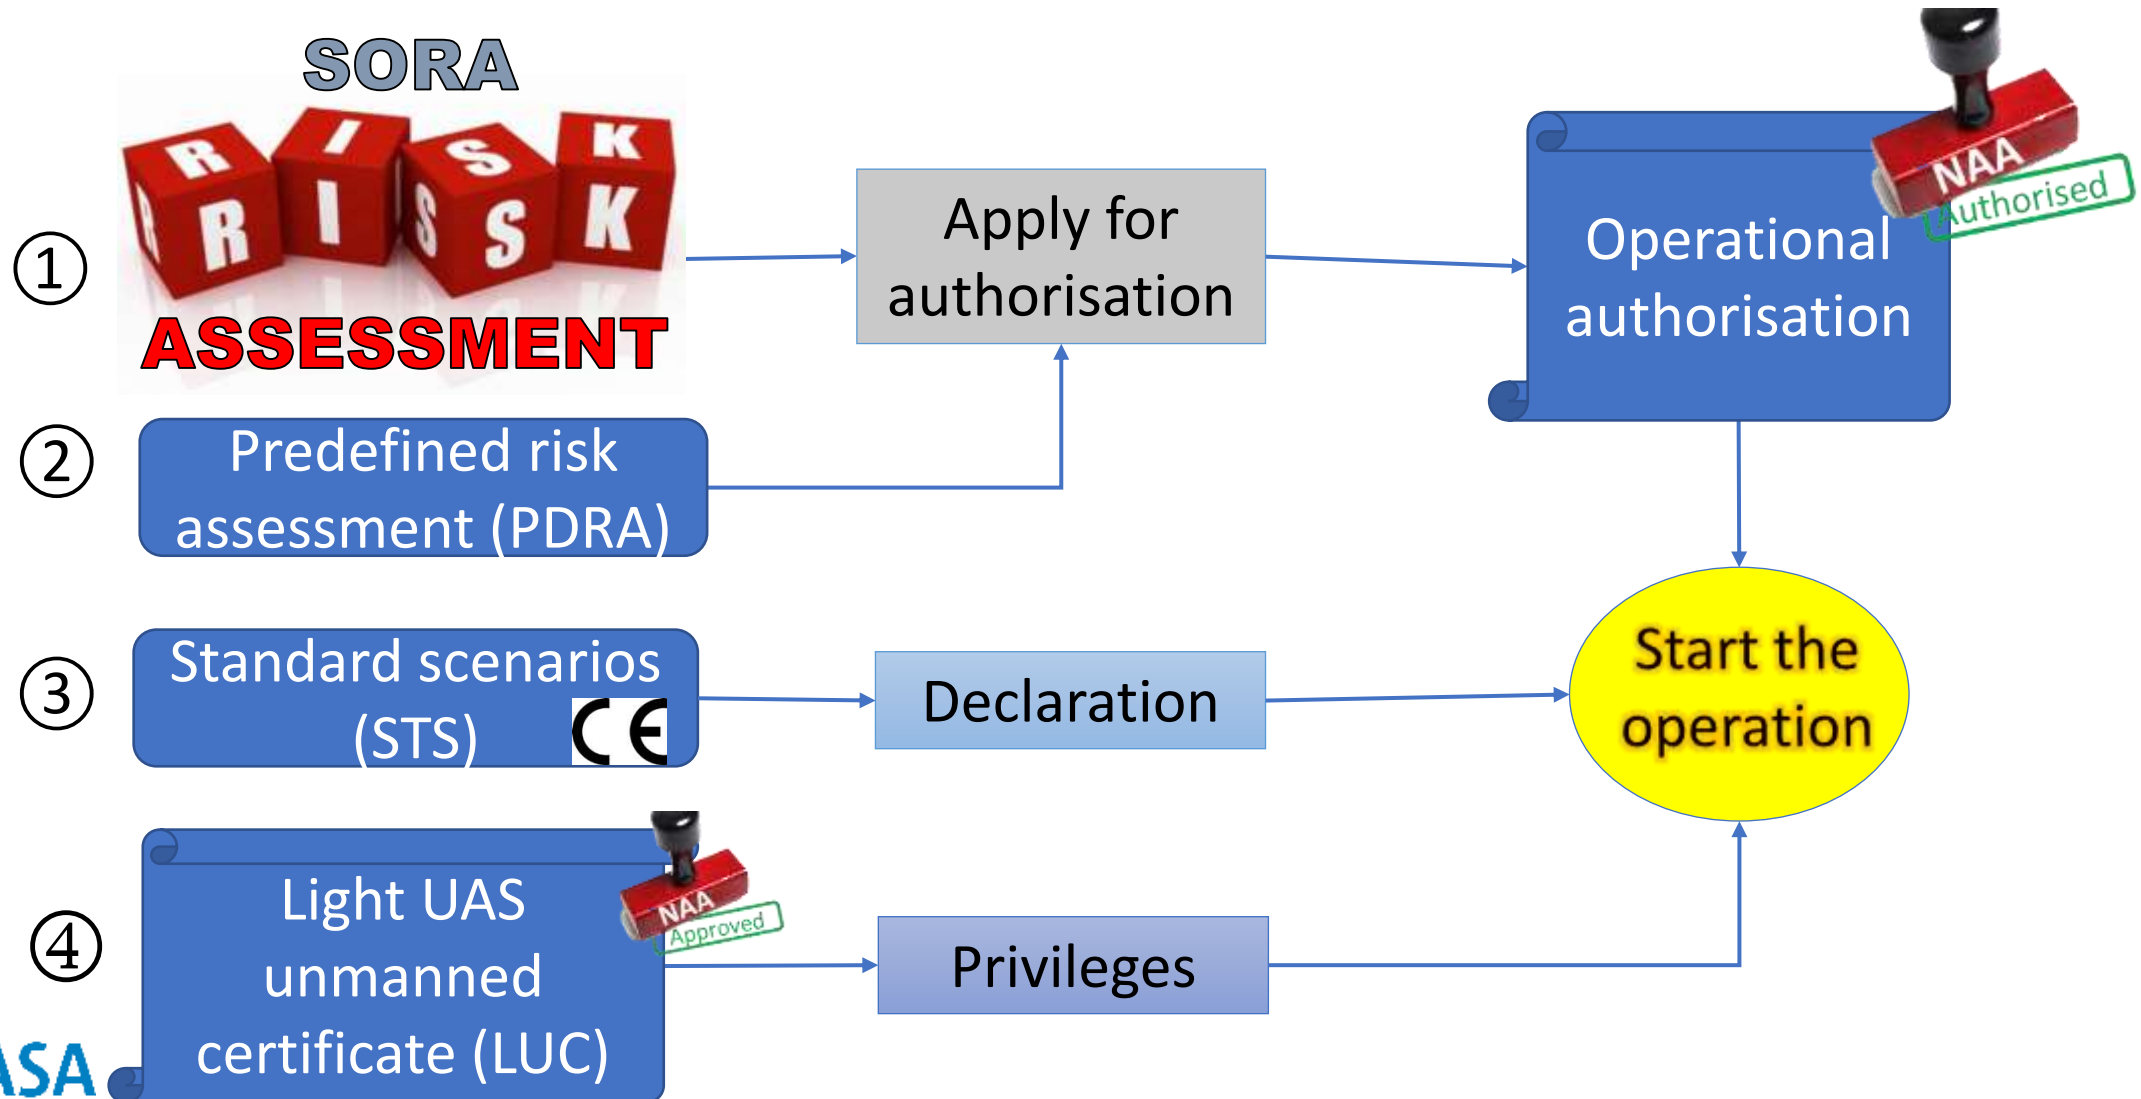 SORA
R I S K
R R I S S K
ASSESSMENT
①
Apply for
authorisation
Operational
authorisation
NAA
Authorised
②
Predefined risk
assessment (PDRA)
③
Standard scenarios
(STS)
CE
Declaration
Start the
operation
④
Light UAS
unmanned
certificate (LUC)
NAA
Approved
Privileges
ASA